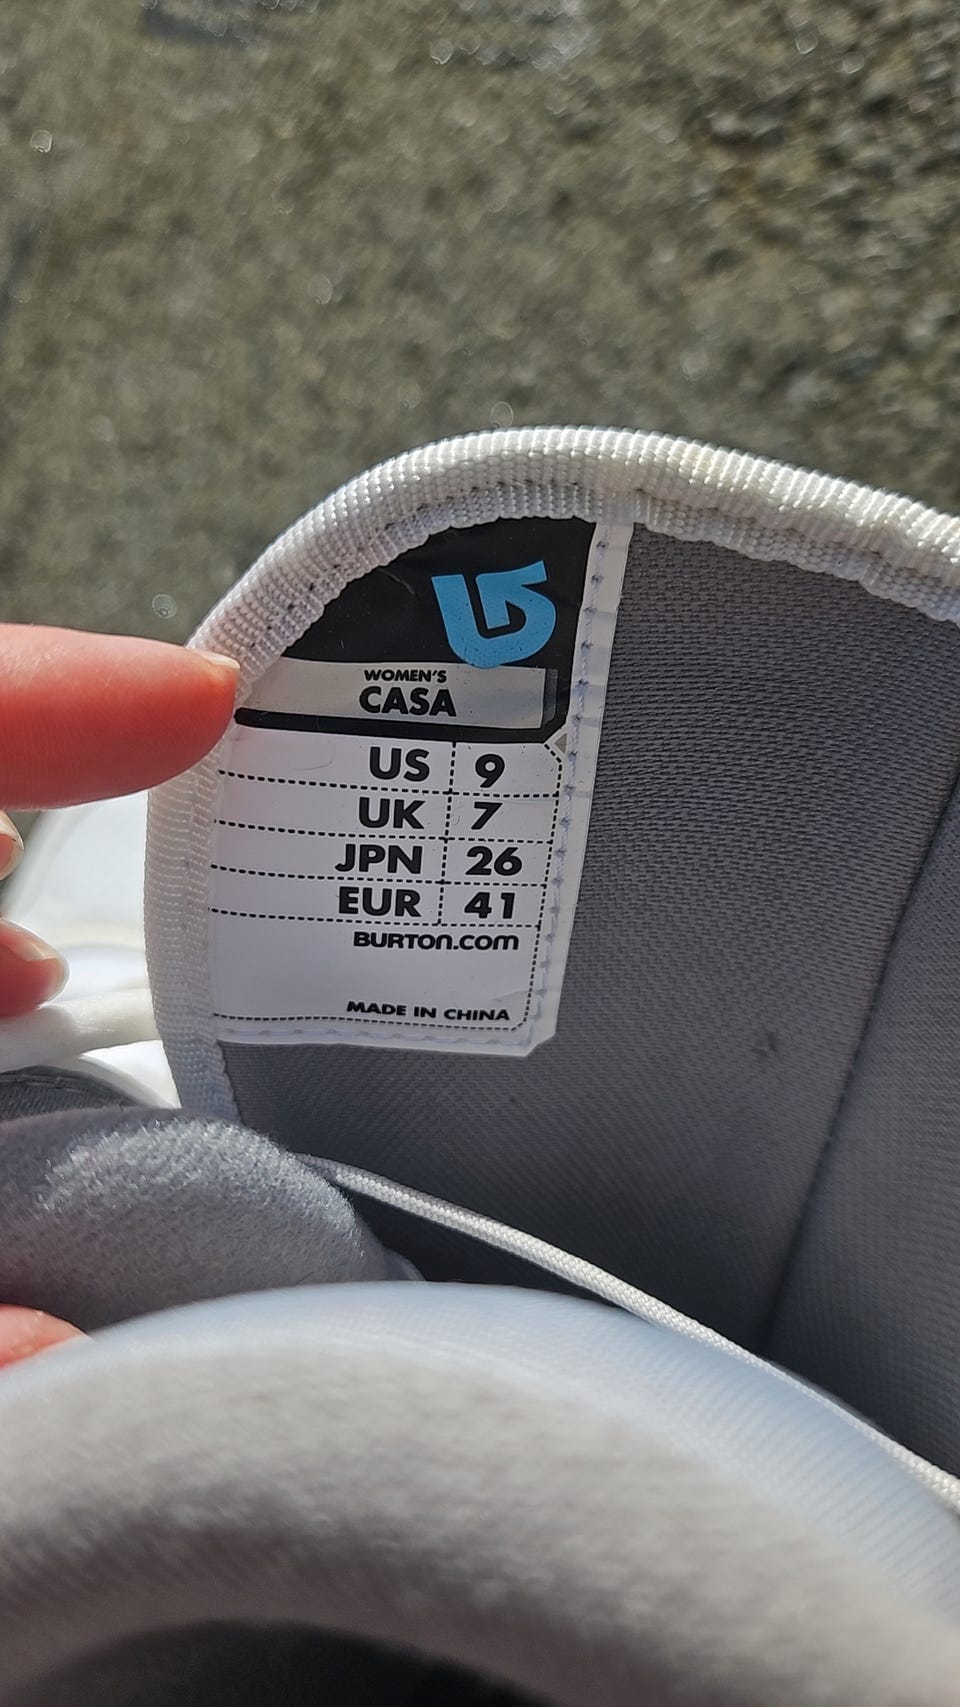 WOMEN'S
CASA
US 9
UK 7
JPN 26
EUR 41
BURTON.COM
MADE IN CHINA